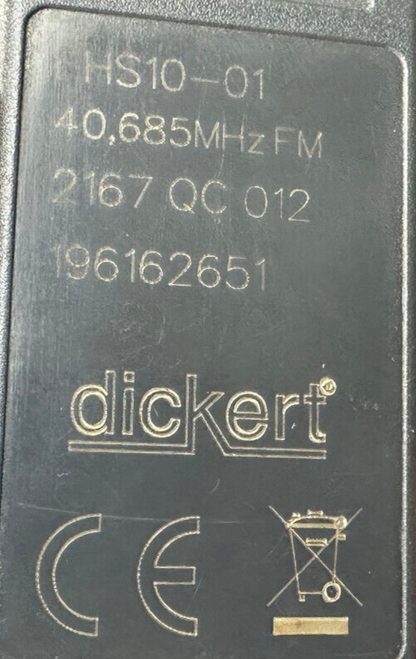 HS10-01
40,685MHz FM
2167 QC 012
196162651
dickert®
CE